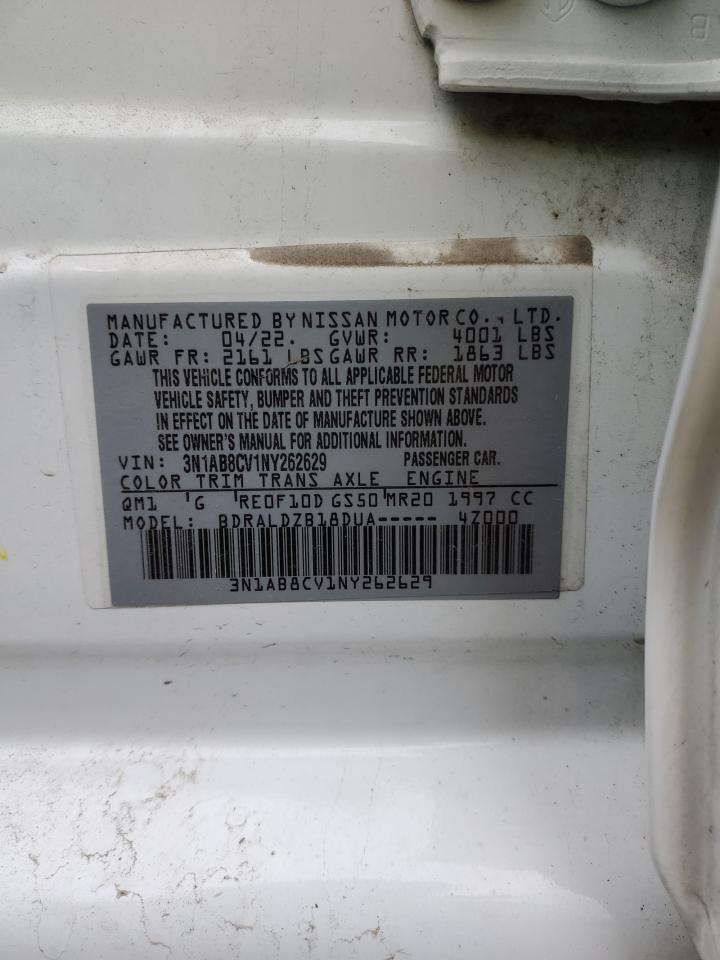 MANUFACTURED BY NISSAN MOTOR CO., LTD.
DATE: 04/22. GVWR: 4001 LBS
GAWR FR: 2161 LBS GAWR RR: 1863 LBS
THIS VEHICLE CONFORMS TO ALL APPLICABLE FEDERAL MOTOR
VEHICLE SAFETY, BUMPER AND THEFT PREVENTION STANDARDS
IN EFFECT ON THE DATE OF MANUFACTURE SHOWN ABOVE.
SEE OWNER'S MANUAL FOR ADDITIONAL INFORMATION.
VIN: 3N1AB8CV1NY262629 PASSENGER CAR.
COLOR TRIM TRANS AXLE ENGINE
QM1 'G 'RE0F10D GS50 'MR20 1997 CC
MODEL: BDRALDZB18DUA----- 4Z000
3N1AB8CV1NY262629